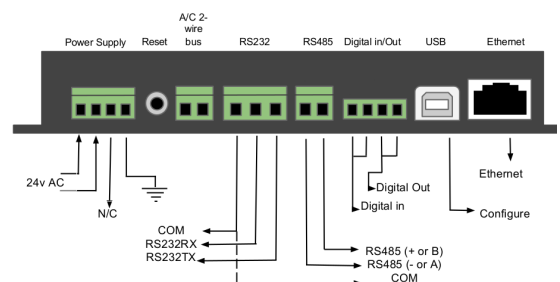 A/C 2-
wire
bus
Power Supply Reset RS232 RS485 Digital in/Out USB Ethernet
24v AC
N/C
Ethernet
Digital Out
Digital in
Configure
COM
RS232RX
RS232TX
RS485 (+ or B)
RS485 (- or A)
COM